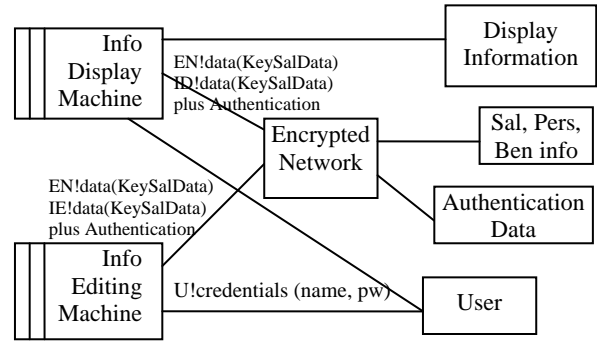 Info
Display
Machine
EN!data(KeySalData)
ID!data(KeySalData)
plus Authentication
Display
Information
Encrypted
Network
Sal, Pers,
Ben info
Authentication
Data
EN!data(KeySalData)
IE!data(KeySalData)
plus Authentication
Info
Editing
Machine
U!credentials (name, pw)
User